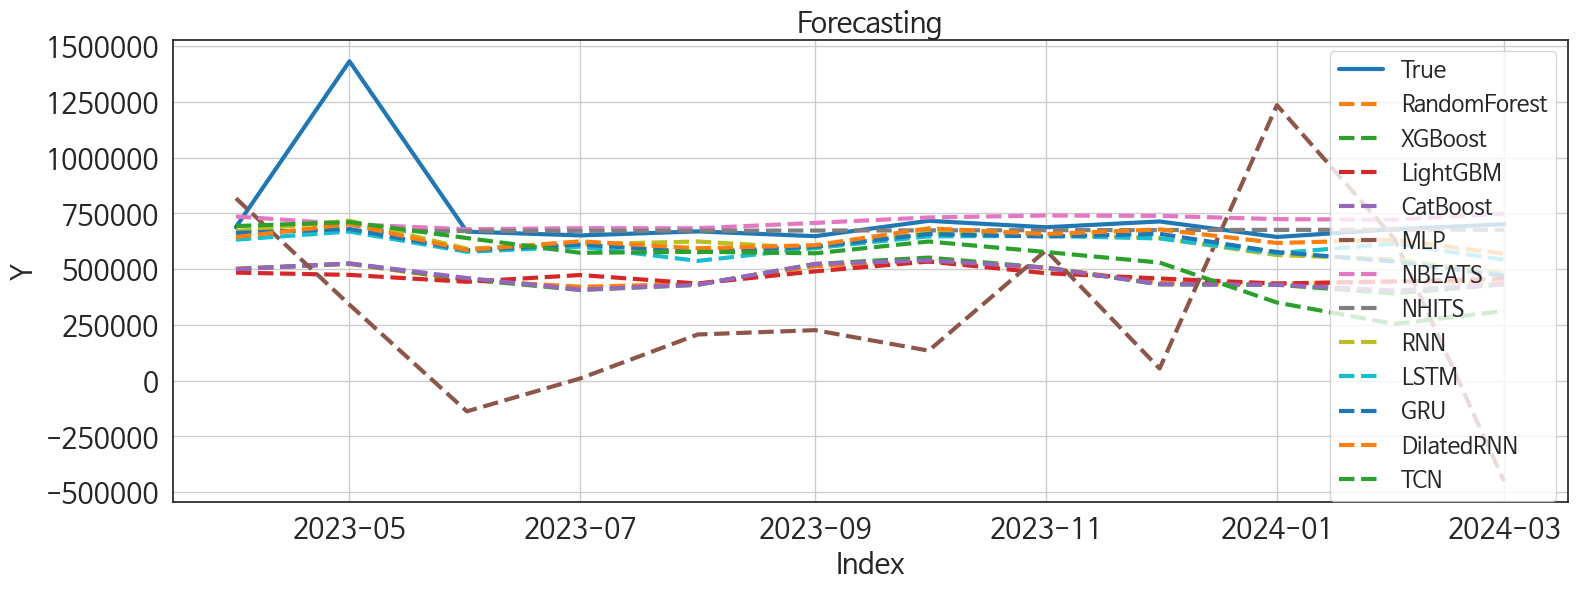 Forecasting
1500000
1250000
1000000
750000
500000
250000
0
−250000
−500000
Y
2023−05
2023−07
2023−09
2023−11
2024−01
2024−03
Index
True
RandomForest
XGBoost
LightGBM
CatBoost
MLP
NBEATS
NHITS
RNN
LSTM
GRU
DilatedRNN
TCN